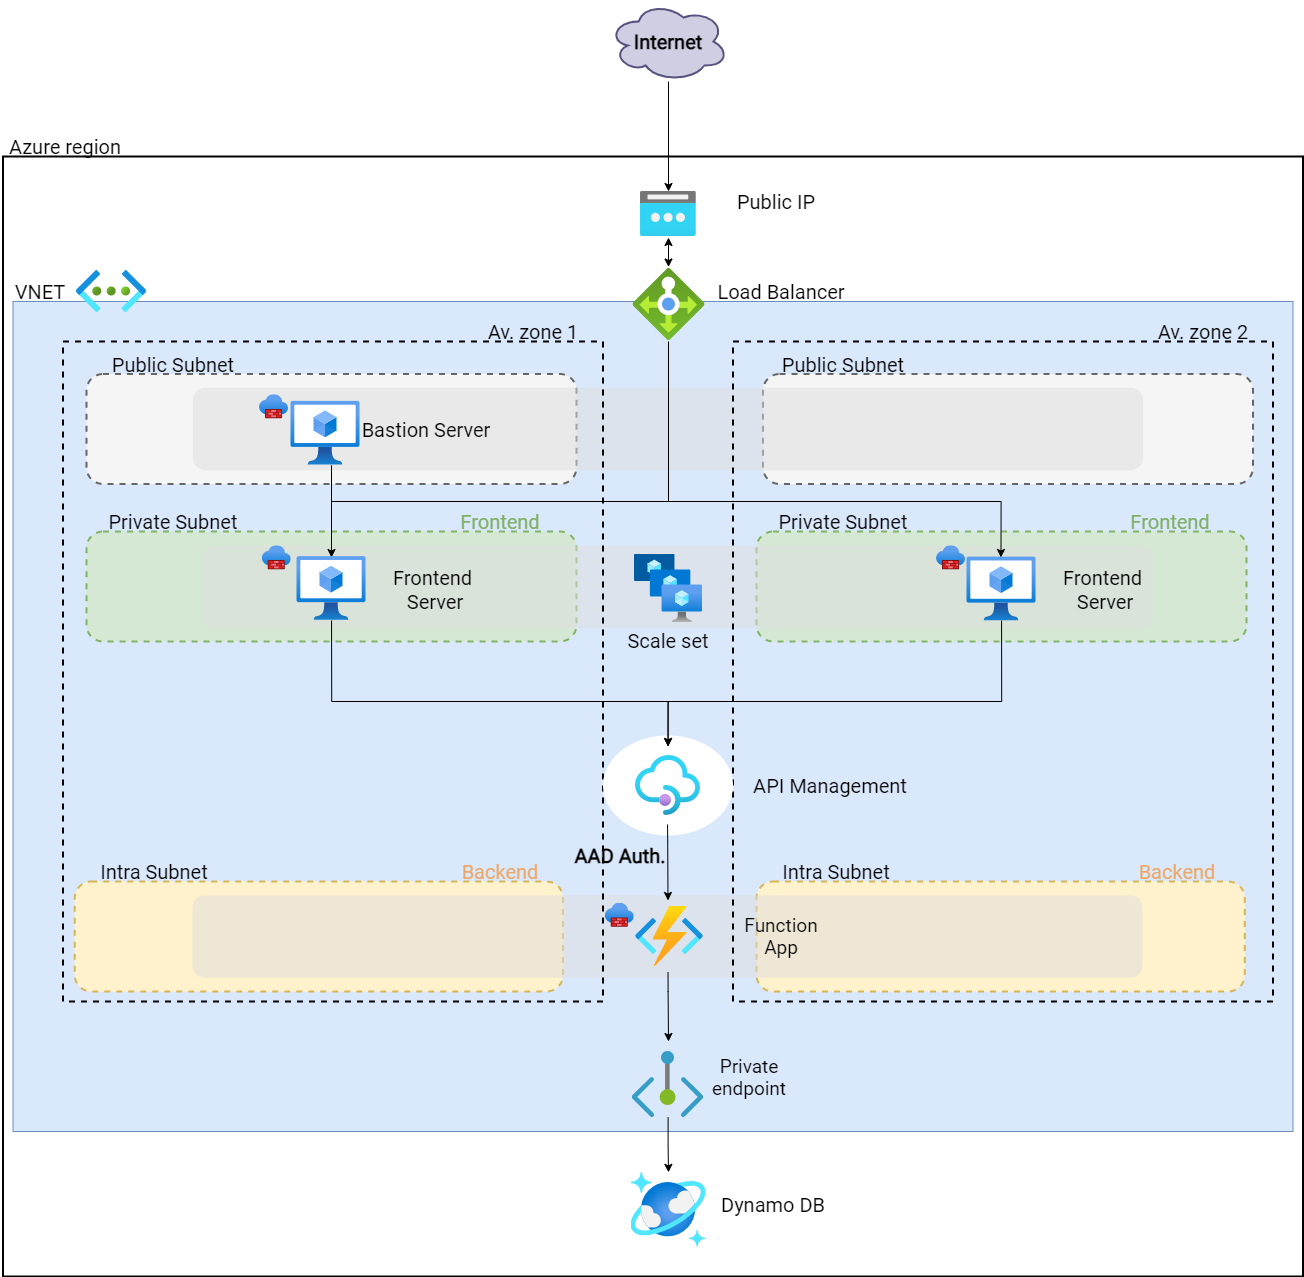 Internet
Azure region
Public IP
VNET
Load Balancer
Av. zone 1
Av. zone 2
Public Subnet
Public Subnet
Bastion Server
Private Subnet
Frontend
Private Subnet
Frontend
Frontend
Server
Frontend
Server
Scale set
API Management
AAD Auth.
Intra Subnet
Backend
Intra Subnet
Backend
Function
App
Private
endpoint
Dynamo DB